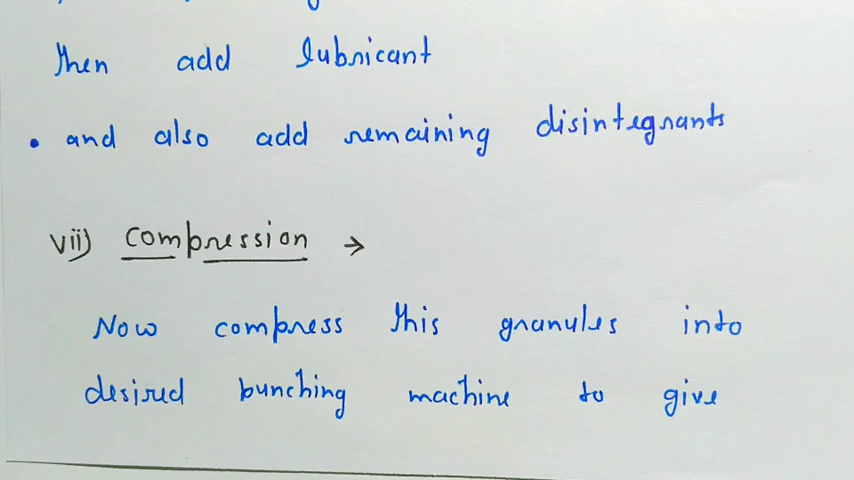 then add lubricant
• and also add remaining disintegrants
vii) compression →
Now compress this granules into
desired bunching machine to give